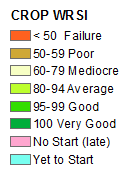 CROP WRSI
< 50 Failure
50-59 Poor
60-79 Mediocre
80-94 Average
95-99 Good
100 Very Good
No Start (late)
Yet to Start